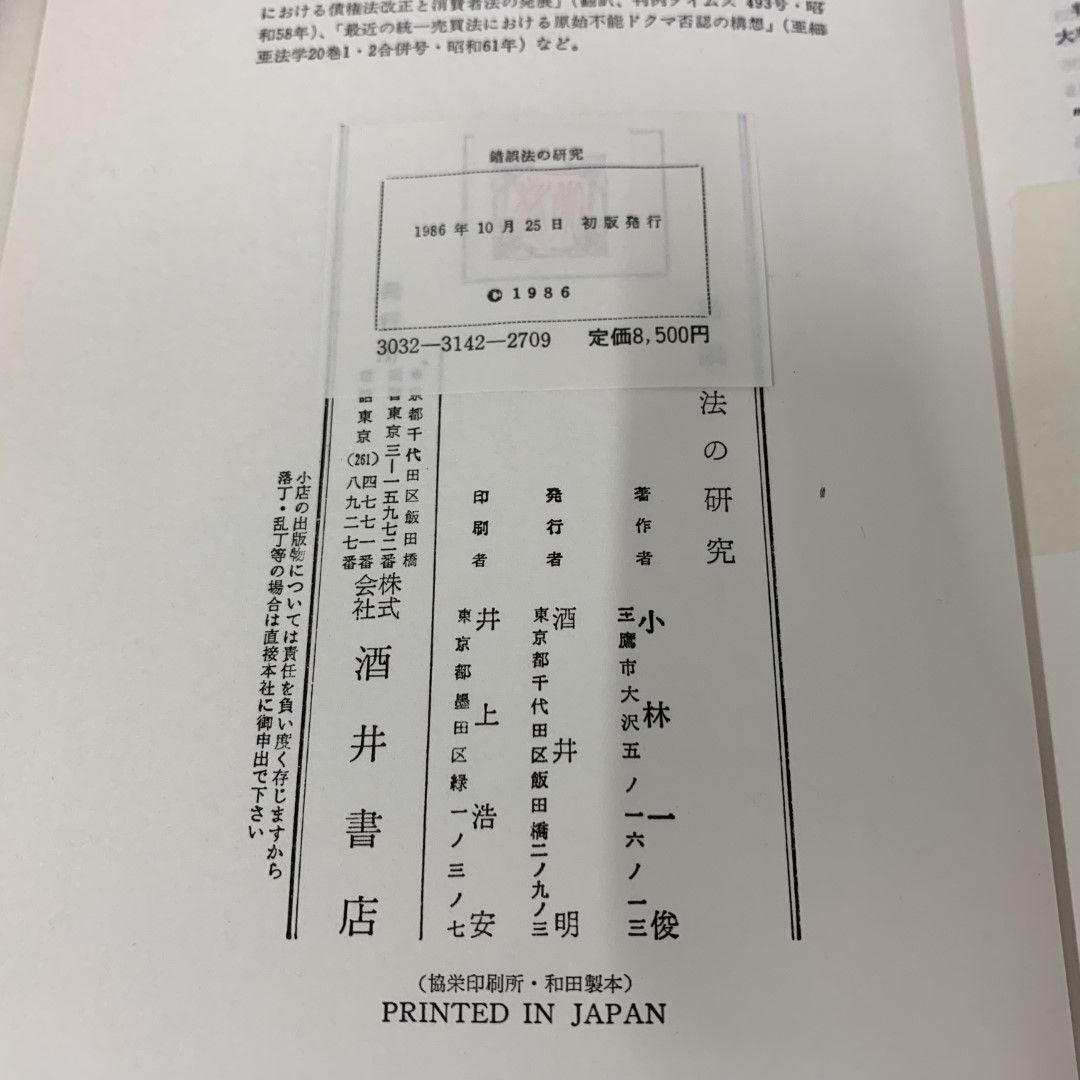 における債権法改正と消費者法の発展」(翻訳、判例タイムズ 493号・昭
和58年)、「最近の統一売買法における原始不能ドクマ否認の構想」(亜細
亜法学20巻1・2合併号・昭和61年)など。
錯誤法の研究
1986年10月25日 初版発行
© 1986
3032—3142—2709 定価8,500円
法の研究
著作者 小林一俊
三鷹市大沢五ノ一六ノ一三
発行者 酒井明
東京都千代田区飯田橋二ノ九ノ三
印刷者 井上浩安
東京都墨田区緑一ノ三ノ七
京都千代田区飯田橋
東京三—一五九七二番
話東京(261)四七七一番
八九二七番
株式会社 酒井書店
小店の出版物については責任を負い度く存じますから
落丁・乱丁等の場合は直接本社に御申出で下さい
(協栄印刷所・和田製本)
PRINTED IN JAPAN